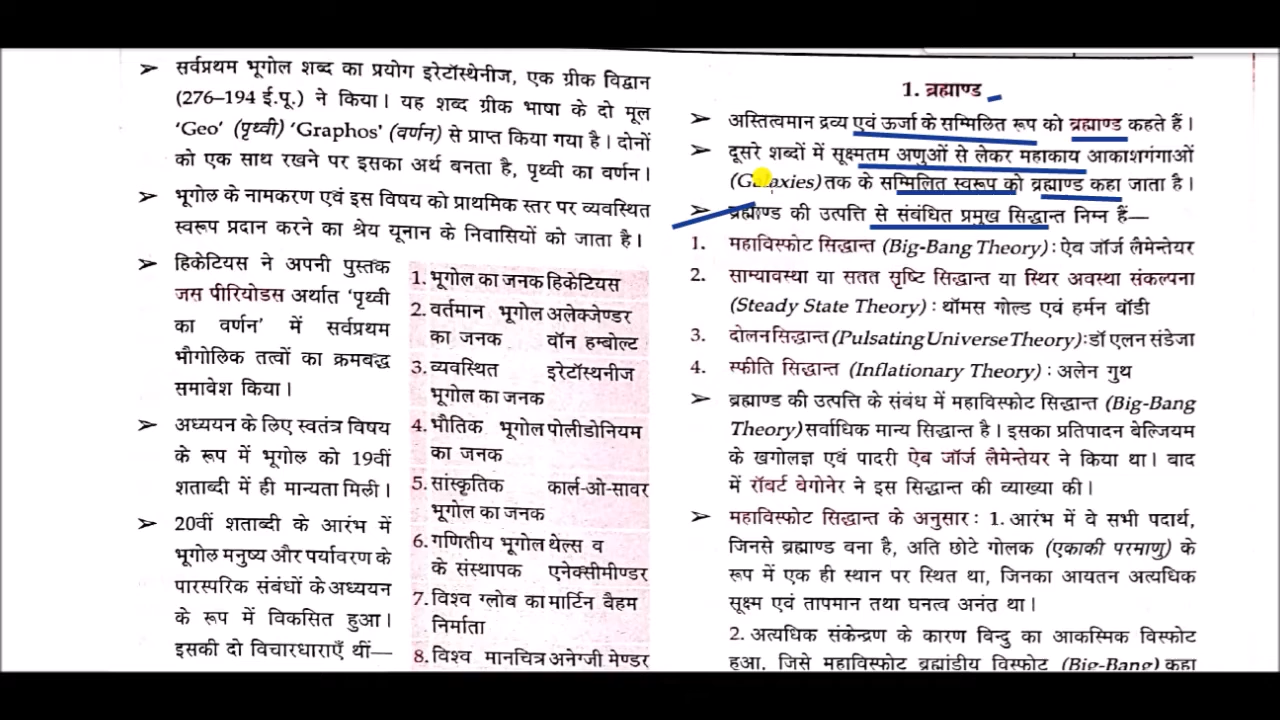 ➢ सर्वप्रथम भूगोल शब्द का प्रयोग इरेटॉस्थेनीज, एक ग्रीक विद्वान
(276–194 ई.पू.) ने किया। यह शब्द ग्रीक भाषा के दो मूल
‘Geo’ (पृथ्वी) ‘Graphos’ (वर्णन) से प्राप्त किया गया है। दोनों
को एक साथ रखने पर इसका अर्थ बनता है, पृथ्वी का वर्णन।
➢ भूगोल के नामकरण एवं इस विषय को प्राथमिक स्तर पर व्यवस्थित
स्वरूप प्रदान करने का श्रेय यूनान के निवासियों को जाता है।
➢ हिकेटियस ने अपनी पुस्तक
जस पीरियोडस अर्थात ‘पृथ्वी
का वर्णन’ में सर्वप्रथम
भौगोलिक तत्वों का क्रमबद्ध
समावेश किया।
➢ अध्ययन के लिए स्वतंत्र विषय
के रूप में भूगोल को 19वीं
शताब्दी में ही मान्यता मिली।
➢ 20वीं शताब्दी के आरंभ में
भूगोल मनुष्य और पर्यावरण के
पारस्परिक संबंधों के अध्ययन
के रूप में विकसित हुआ।
इसकी दो विचारधाराएँ थीं—
1. भूगोल का जनक हिकेटियस
2. वर्तमान भूगोल अलेक्जेण्डर
का जनक वॉन हम्बोल्ट
3. व्यवस्थित इरेटॉस्थनीज
भूगोल का जनक
4. भौतिक भूगोल पोलीडोनियम
का जनक
5. सांस्कृतिक कार्ल-ओ-सावर
भूगोल का जनक
6. गणितीय भूगोल थेल्स व
के संस्थापक एनेक्सीमीण्डर
7. विश्व ग्लोब का मार्टिन वैहम
निर्माता
8. विश्व मानचित्र अनेग्जी मेण्डर
1. ब्रह्माण्ड
➢ अस्तित्वमान द्रव्य एवं ऊर्जा के सम्मिलित रूप को ब्रह्माण्ड कहते हैं।
➢ दूसरे शब्दों में सूक्ष्मतम अणुओं से लेकर महाकाय आकाशगंगाओं
(Galaxies) तक के सम्मिलित स्वरूप को ब्रह्माण्ड कहा जाता है।
➢ ब्रह्माण्ड की उत्पत्ति से संबंधित प्रमुख सिद्धान्त निम्न हैं—
1. महाविस्फोट सिद्धान्त (Big-Bang Theory) : ऐव जॉर्ज लैमेन्तेयर
2. साम्यावस्था या सतत सृष्टि सिद्धान्त या स्थिर अवस्था संकल्पना
(Steady State Theory) : थॉमस गोल्ड एवं हर्मन वॉडी
3. दोलन सिद्धान्त (Pulsating Universe Theory) : डॉ एलन संडेजा
4. स्फीति सिद्धान्त (Inflationary Theory) : अलेन गुथ
➢ ब्रह्माण्ड की उत्पत्ति के संबंध में महाविस्फोट सिद्धान्त (Big-Bang
Theory) सर्वाधिक मान्य सिद्धान्त है। इसका प्रतिपादन बेल्जियम
के खगोलज्ञ एवं पादरी ऐब जॉर्ज लैमेन्तेयर ने किया था। बाद
में रॉबर्ट वेगोनेर ने इस सिद्धान्त की व्याख्या की।
➢ महाविस्फोट सिद्धान्त के अनुसार : 1. आरंभ में वे सभी पदार्थ,
जिनसे ब्रह्माण्ड बना है, अति छोटे गोलक (एकाकी परमाणु) के
रूप में एक ही स्थान पर स्थित था, जिनका आयतन अत्यधिक
सूक्ष्म एवं तापमान तथा घनत्व अनंत था।
2. अत्यधिक संकेन्द्रण के कारण विन्दु का आकस्मिक विस्फोट
हुआ, जिसे महाविस्फोट ब्रह्मांडीय विस्फोट (Big-Bang) कहा